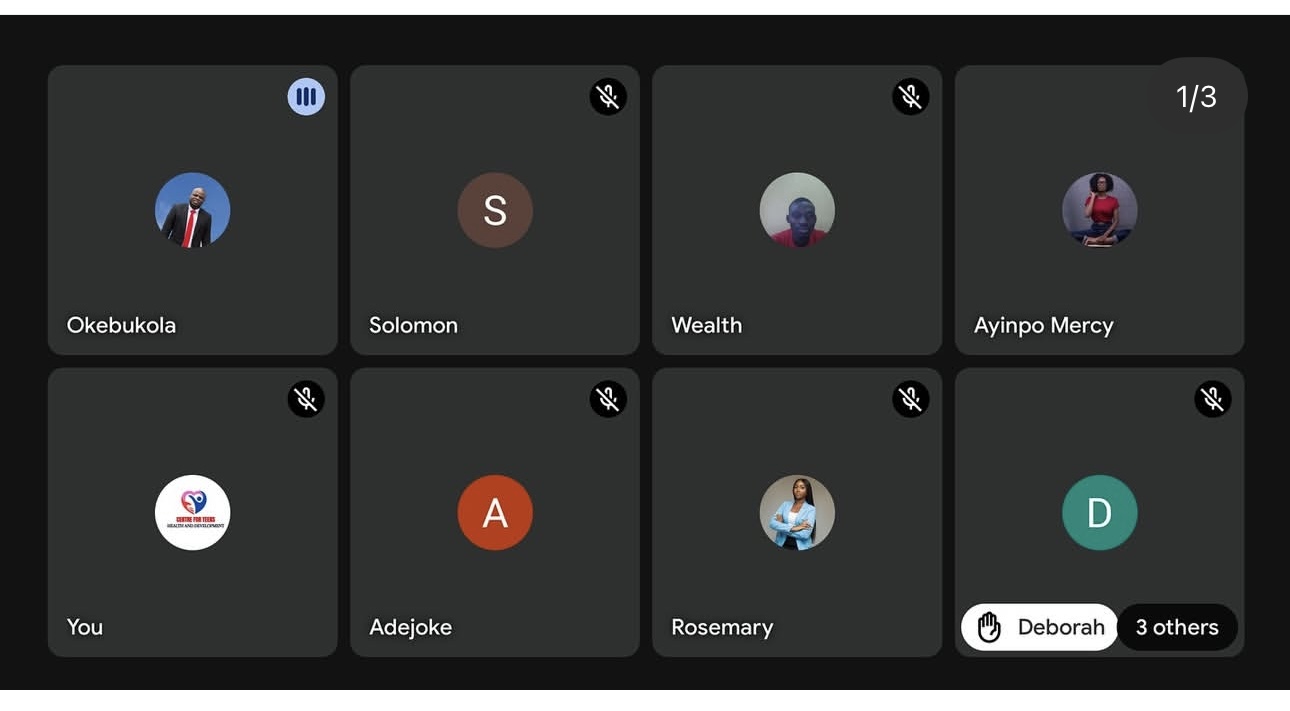 1/3
Okebukola
S
Solomon
Wealth
Ayinpo Mercy
CENTRE FOR TEENS
HEALTH AND DEVELOPMENT
You
A
Adejoke
Rosemary
D
Deborah
3 others